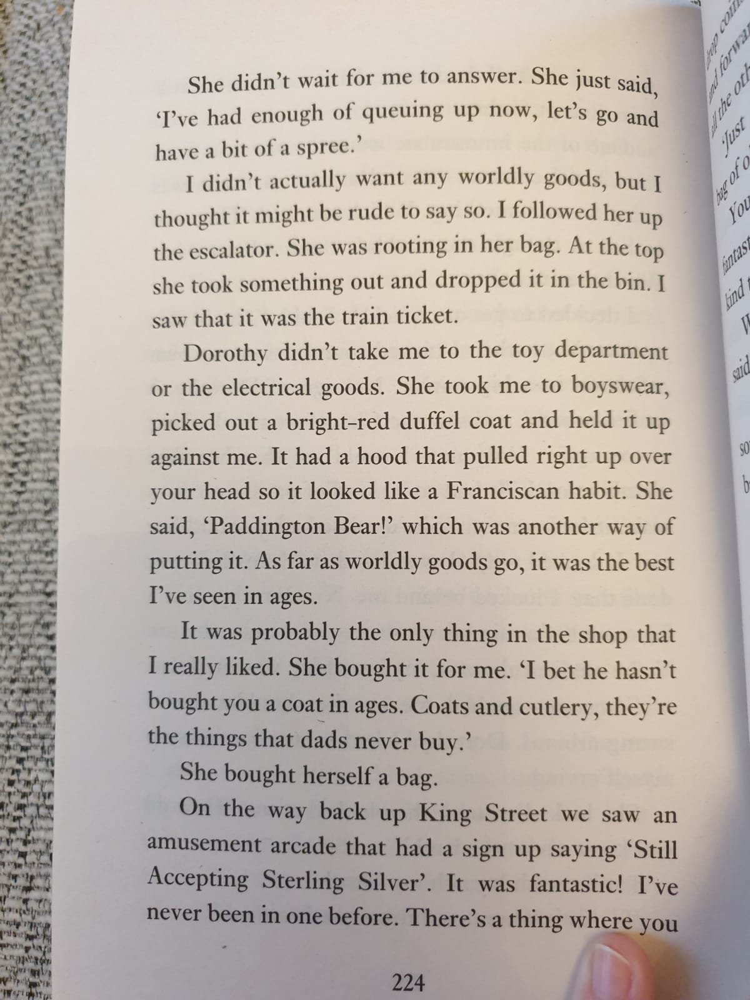 She didn't wait for me to answer. She just said,
‘I've had enough of queuing up now, let's go and
have a bit of a spree.’
I didn't actually want any worldly goods, but I
thought it might be rude to say so. I followed her up
the escalator. She was rooting in her bag. At the top
she took something out and dropped it in the bin. I
saw that it was the train ticket.
Dorothy didn't take me to the toy department
or the electrical goods. She took me to boyswear,
picked out a bright-red duffel coat and held it up
against me. It had a hood that pulled right up over
your head so it looked like a Franciscan habit. She
said, ‘Paddington Bear!’ which was another way of
putting it. As far as worldly goods go, it was the best
I've seen in ages.
It was probably the only thing in the shop that
I really liked. She bought it for me. ‘I bet he hasn't
bought you a coat in ages. Coats and cutlery, they're
the things that dads never buy.’
She bought herself a bag.
On the way back up King Street we saw an
amusement arcade that had a sign up saying ‘Still
Accepting Sterling Silver’. It was fantastic! I've
never been in one before. There's a thing where you
224
all the
‘Just
bag of
kind
said